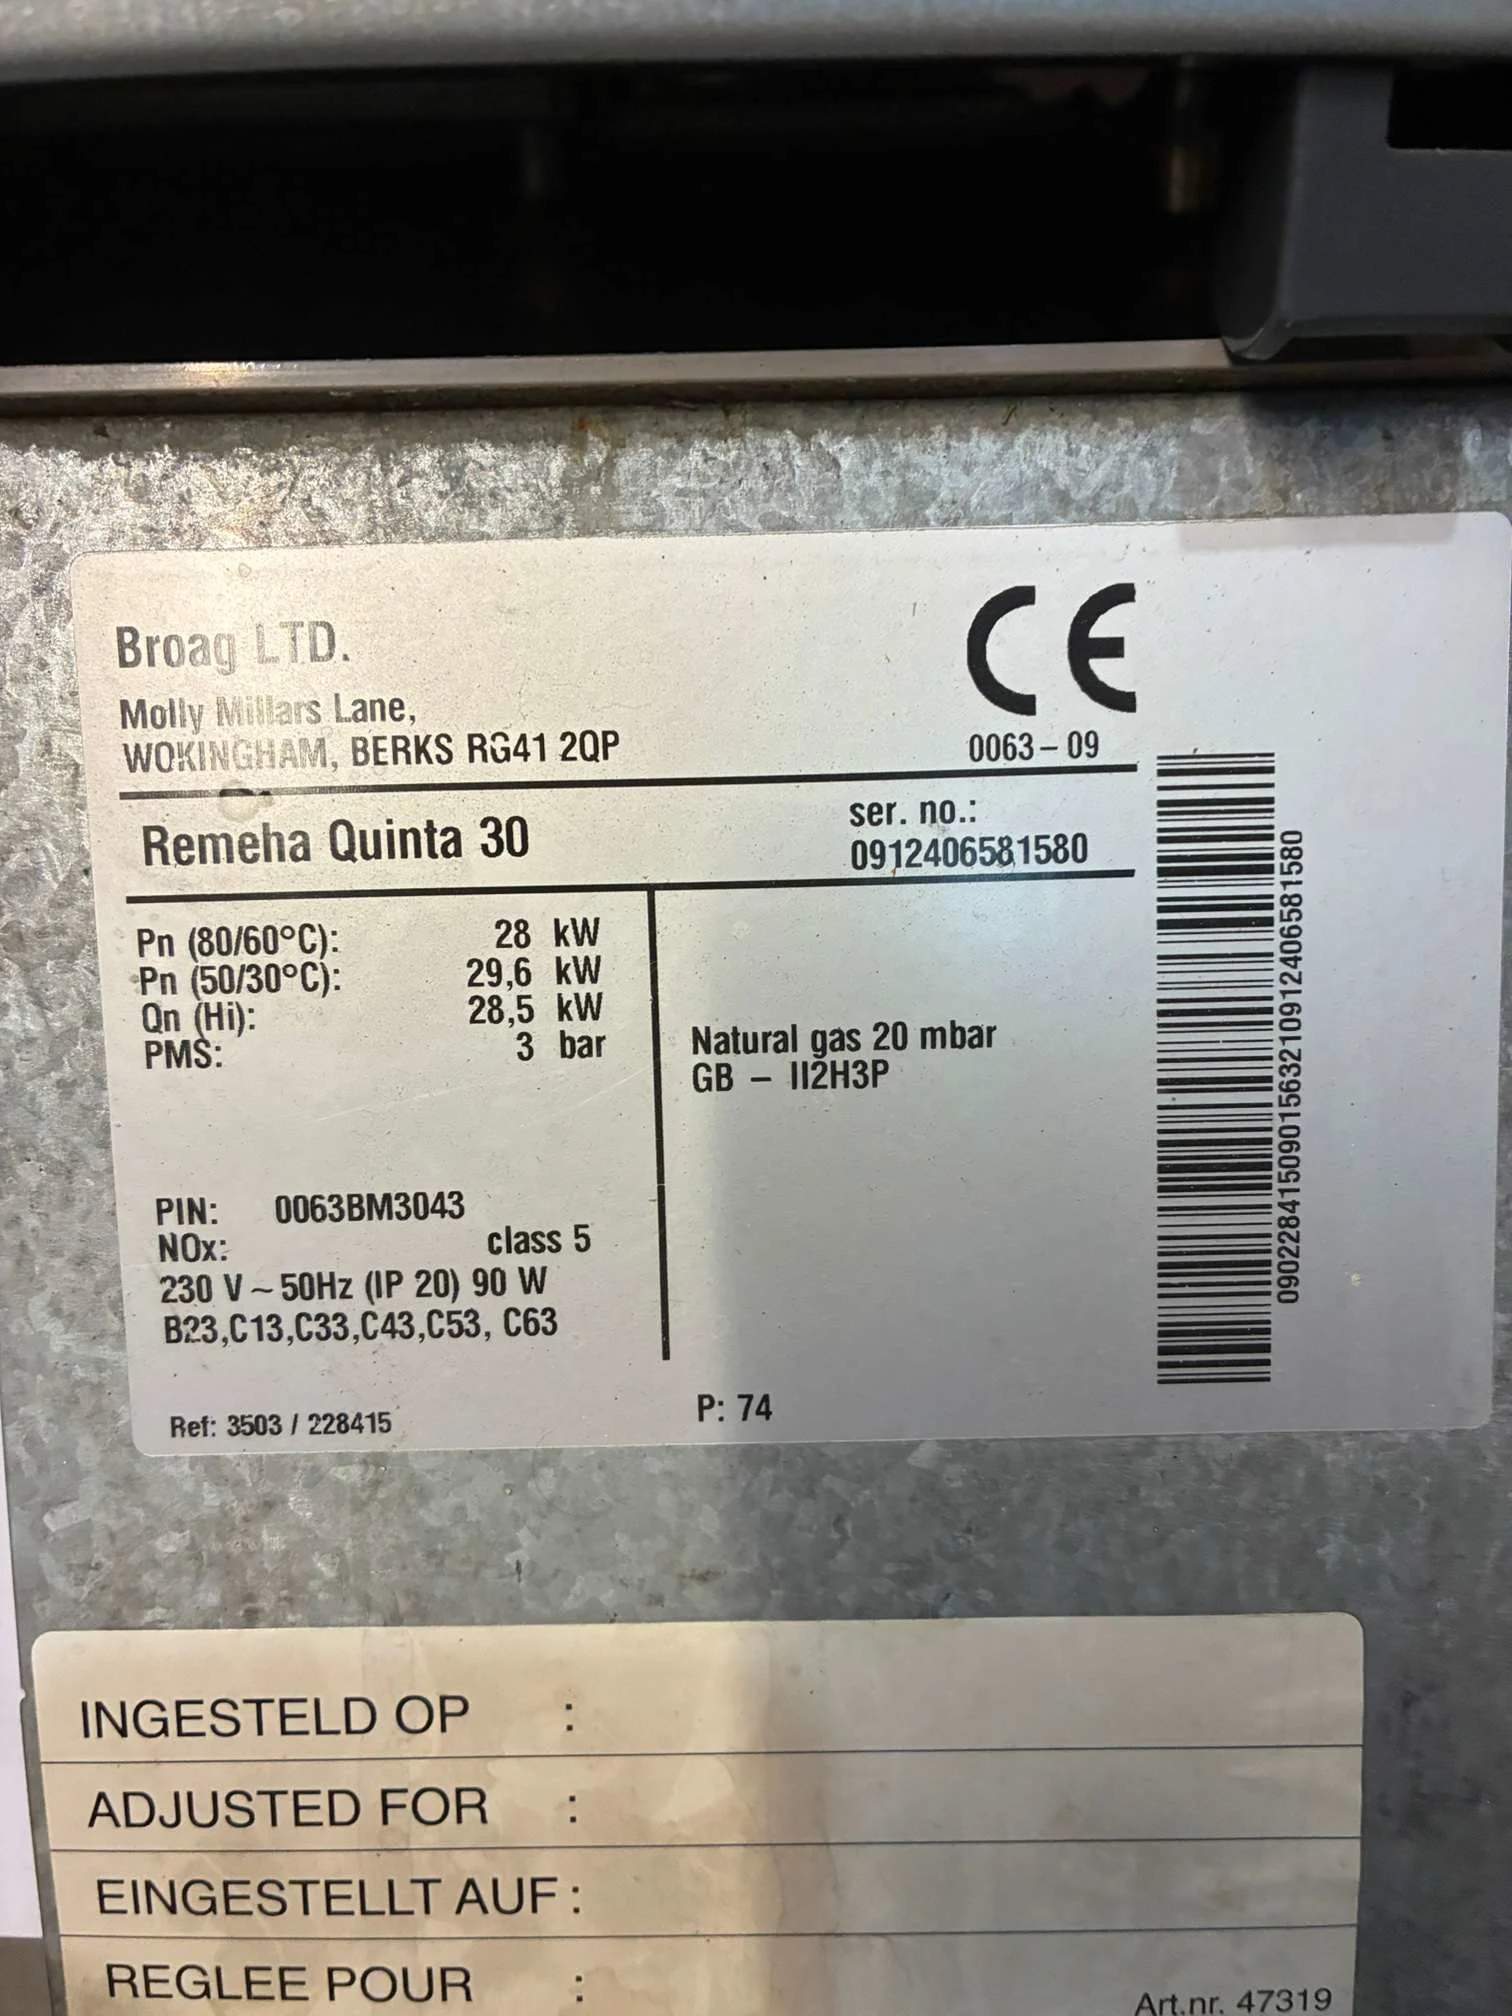 Broag LTD.
Molly Millars Lane,
WOKINGHAM, BERKS RG41 2QP
CE
0063 – 09
Remeha Quinta 30
ser. no.:
0912406581580
Pn (80/60°C): 28 kW
Pn (50/30°C): 29,6 kW
Qn (Hi): 28,5 kW
PMS: 3 bar
Natural gas 20 mbar
GB – II2H3P
PIN: 0063BM3043
NOx: class 5
230 V ~ 50Hz (IP 20) 90 W
B23,C13,C33,C43,C53, C63
Ref: 3503 / 228415
P: 74
0902284150901563210912406581580
INGESTELD OP :
ADJUSTED FOR :
EINGESTELLT AUF :
REGLEE POUR :
Art.nr. 47319